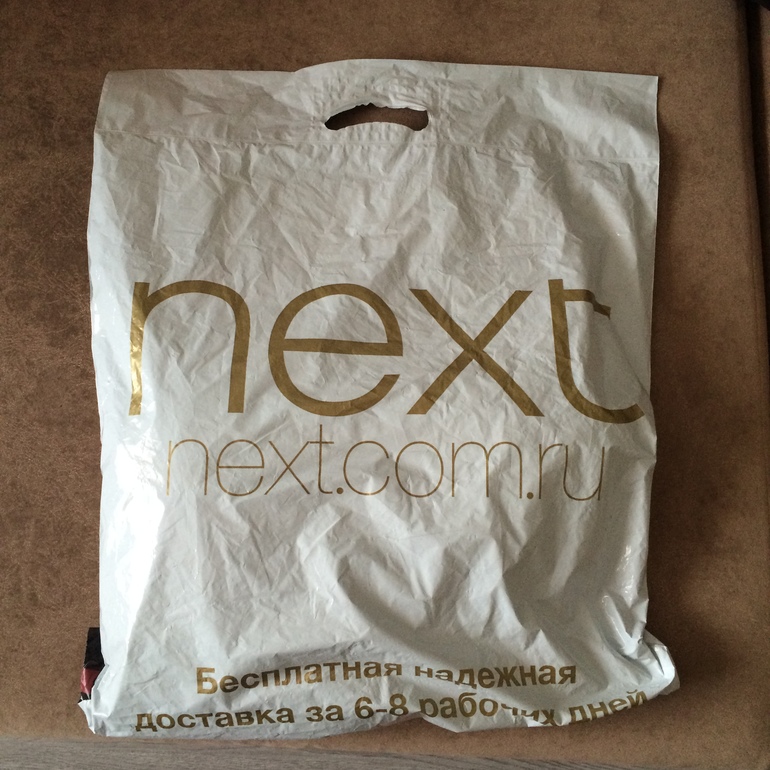 next
next.com.ru
Бесплатная надежная
доставка за 6-8 рабочих дней